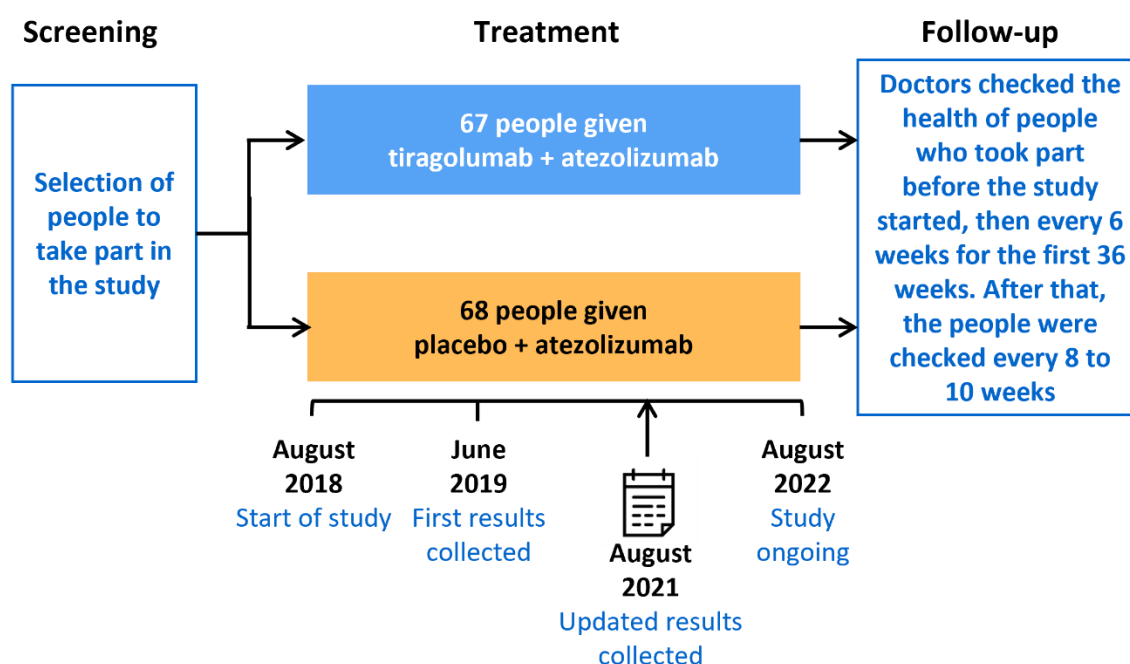 Screening
Treatment
Follow-up
Selection of
people to
take part in
the study
67 people given
tiragolumab + atezolizumab
68 people given
placebo + atezolizumab
Doctors checked the
health of people
who took part
before the study
started, then every 6
weeks for the first 36
weeks. After that,
the people were
checked every 8 to
10 weeks
August
2018
Start of study
June
2019
First results
collected
August
2021
Updated results
collected
August
2022
Study
ongoing